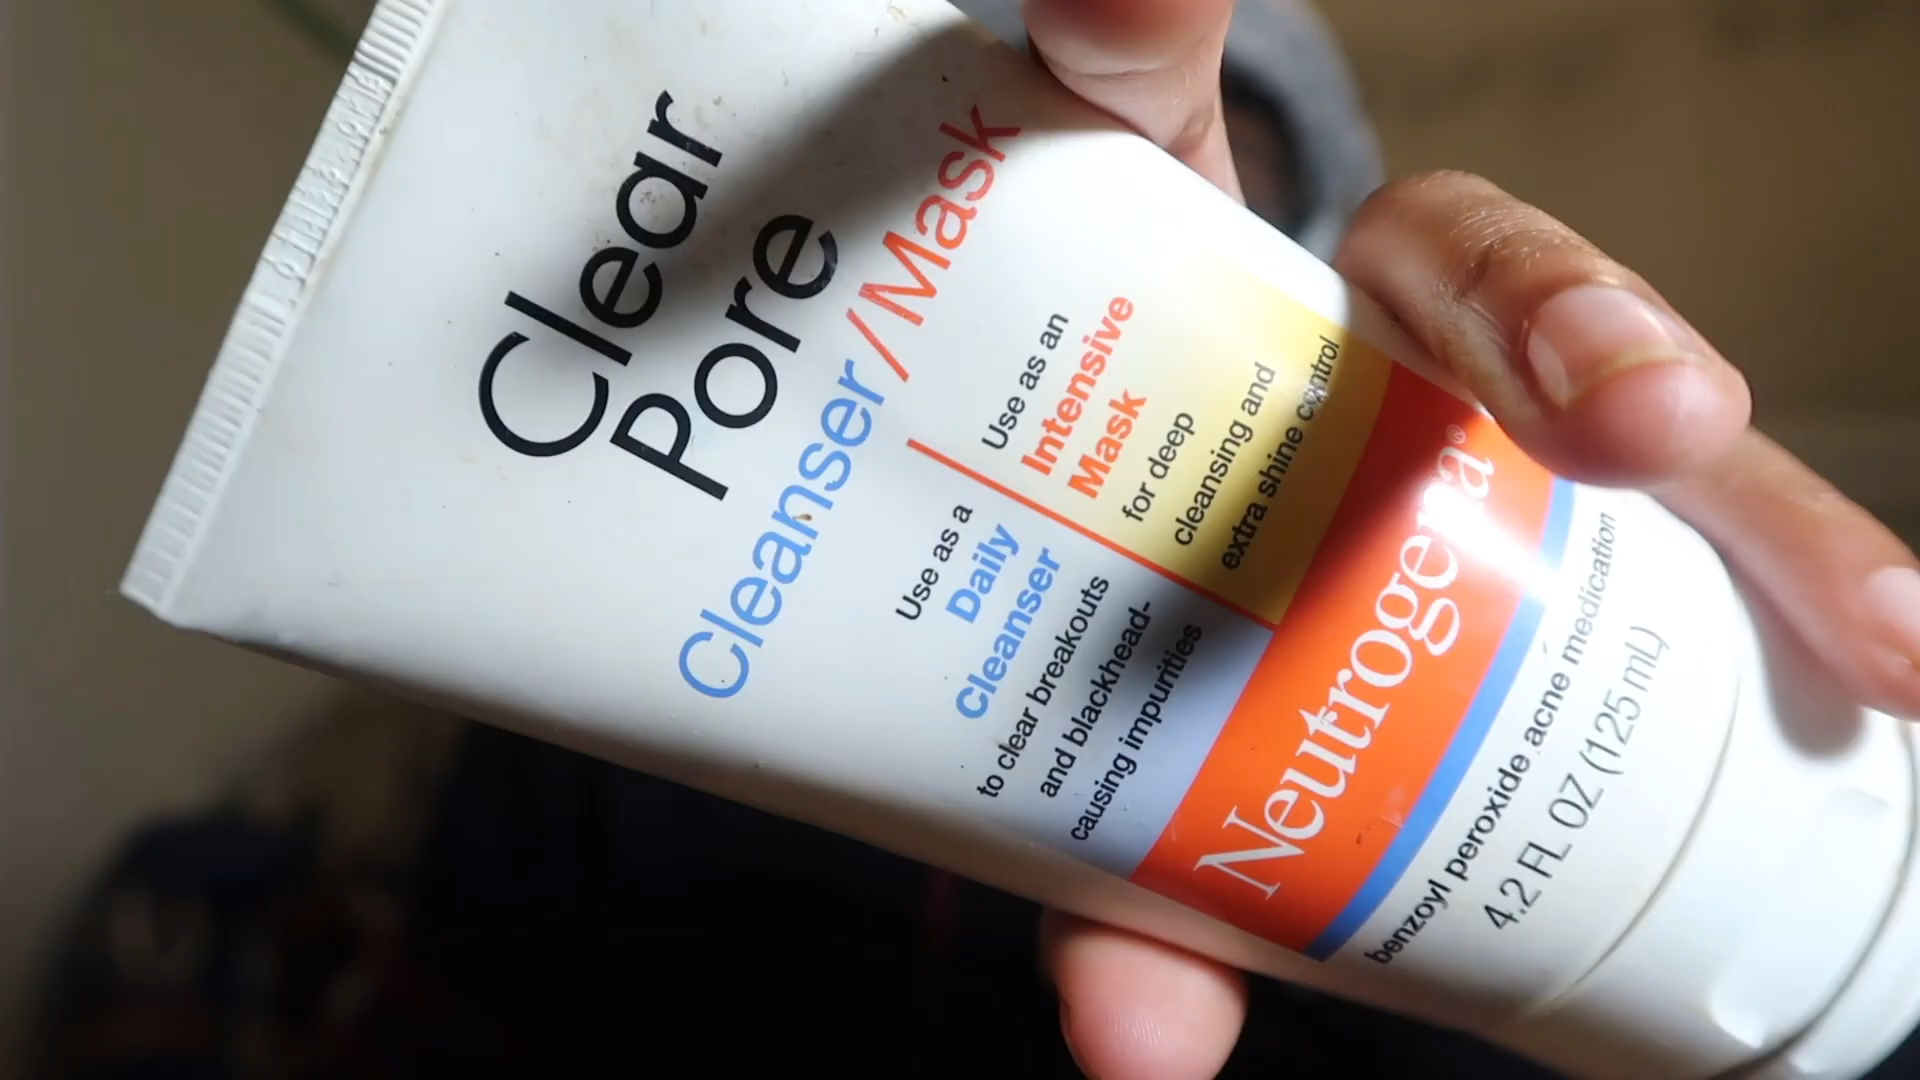 Clear
Pore
Cleanser/Mask
Use as a
Daily
Cleanser
to clear breakouts
and blackhead-
causing impurities
Use as an
Intensive
Mask
for deep
cleansing and
extra shine control
Neutrogena®
benzoyl peroxide acne medication
4.2 FL OZ (125 mL)